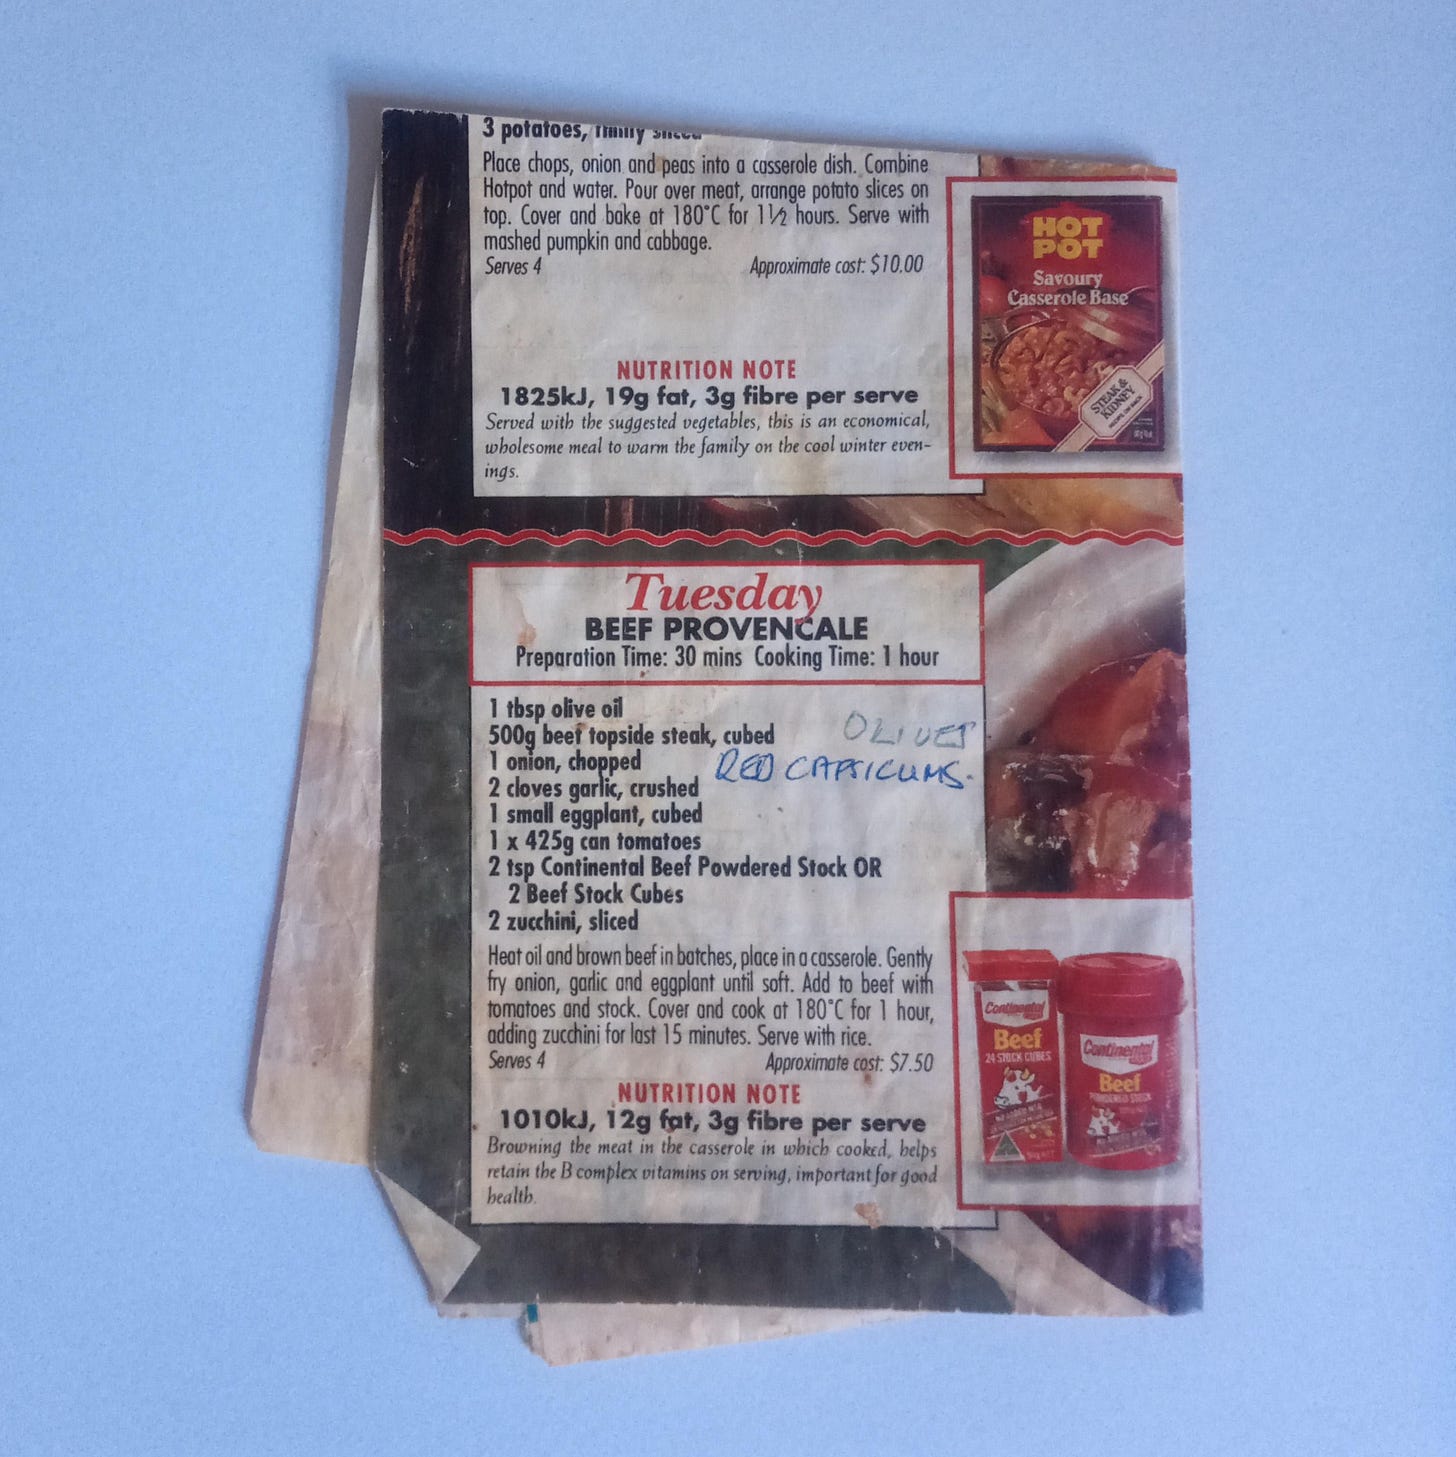 3 potatoes, thinly sliced
Place chops, onion and peas into a casserole dish. Combine
Hotpot and water. Pour over meat, arrange potato slices on
top. Cover and bake at 180°C for 1½ hours. Serve with
mashed pumpkin and cabbage.
Serves 4 Approximate cost: $10.00
NUTRITION NOTE
1825kJ, 19g fat, 3g fibre per serve
Served with the suggested vegetables, this is an economical,
wholesome meal to warm the family on the cool winter even-
ings.
HOT
POT
Savoury
Casserole Base
STEAK &
KIDNEY
Tuesday
BEEF PROVENCALE
Preparation Time: 30 mins Cooking Time: 1 hour
1 tbsp olive oil
500g beef topside steak, cubed
1 onion, chopped
2 cloves garlic, crushed
1 small eggplant, cubed
1 x 425g can tomatoes
2 tsp Continental Beef Powdered Stock OR
2 Beef Stock Cubes
2 zucchini, sliced
OLIVES
RED CAPSICUMS.
Heat oil and brown beef in batches, place in a casserole. Gently
fry onion, garlic and eggplant until soft. Add to beef with
tomatoes and stock. Cover and cook at 180°C for 1 hour,
adding zucchini for last 15 minutes. Serve with rice.
Serves 4 Approximate cost: $7.50
NUTRITION NOTE
1010kJ, 12g fat, 3g fibre per serve
Browning the meat in the casserole in which cooked, helps
retain the B complex vitamins on serving, important for good
health.
Continental
Beef
24 STOCK CUBES
Continental
Beef
POWDERED STOCK